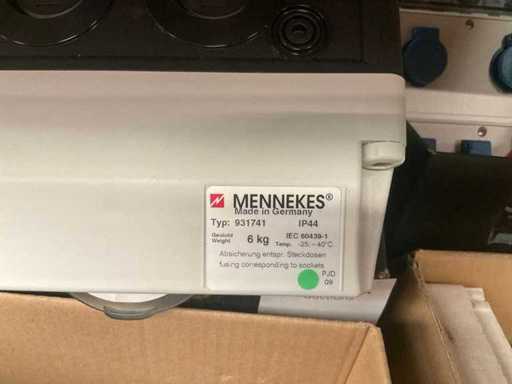 MENNEKES®
Made in Germany
Typ: 931741 IP44
Gewicht
Weight 6 kg IEC 60439-1
Temp. -25...+40°C
Absicherung entspr. Steckdosen
fusing corresponding to sockets
PJD
09